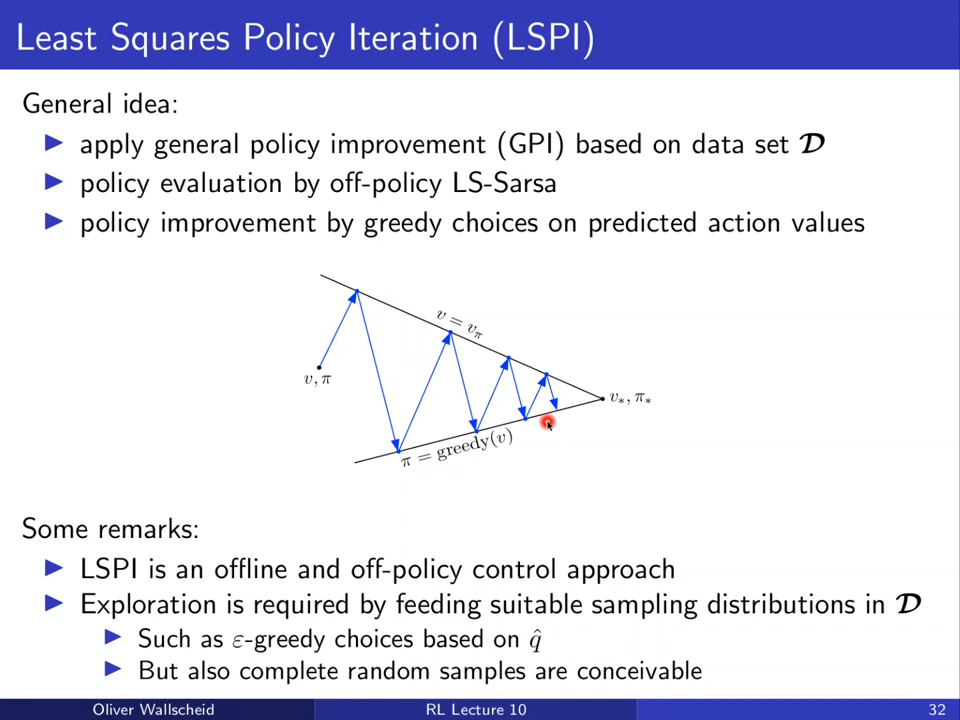 Least Squares Policy Iteration (LSPI)
General idea:
▶ apply general policy improvement (GPI) based on data set 𝓓
▶ policy evaluation by off-policy LS-Sarsa
▶ policy improvement by greedy choices on predicted action values
v = vπ
v, π
v∗, π∗
π = greedy(v)
Some remarks:
▶ LSPI is an offline and off-policy control approach
▶ Exploration is required by feeding suitable sampling distributions in 𝓓
▶ Such as ε-greedy choices based on q̂
▶ But also complete random samples are conceivable
Oliver Wallscheid RL Lecture 10 32